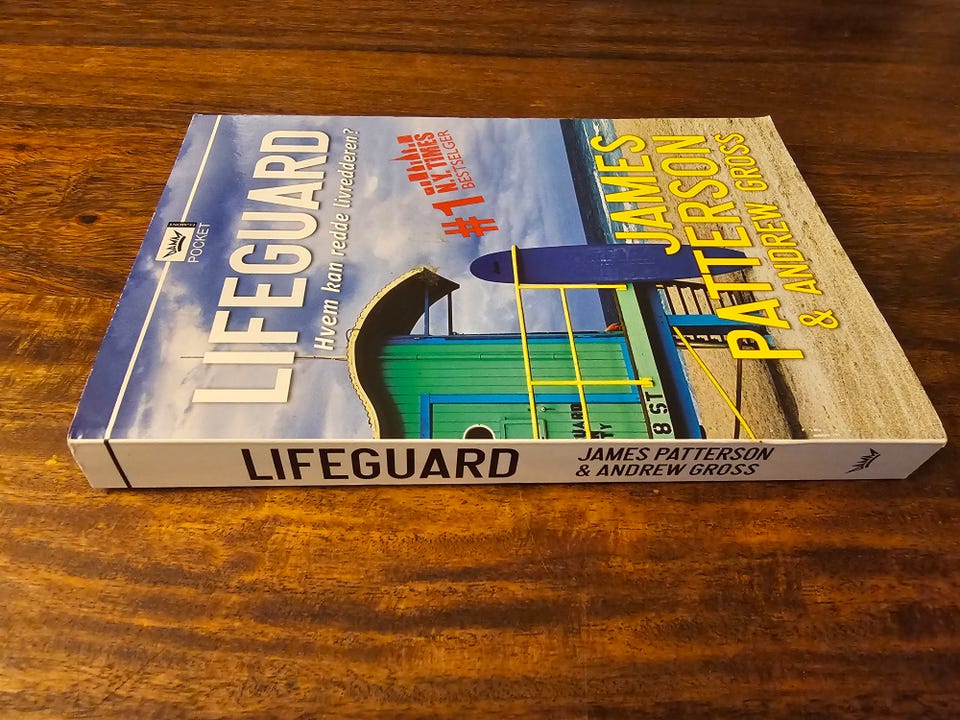 EGMONT
POCKET
LIFEGUARD
Hvem kan redde livredderen?
#1 N.Y. TIMES
BESTSELGER
8 ST
JAMES
PATTERSON
& ANDREW GROSS
LIFEGUARD
JAMES PATTERSON
& ANDREW GROSS